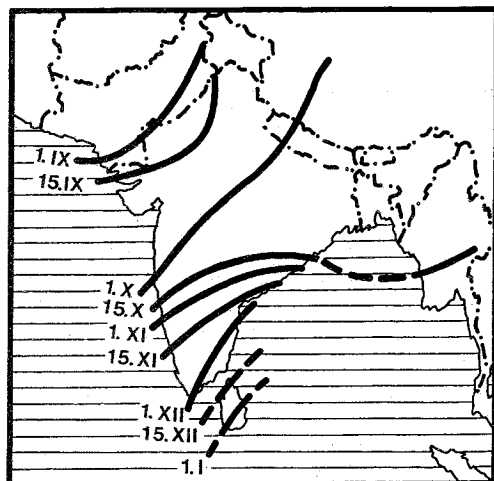 1. IX
15. IX
1. X
15. X
1. XI
15. XI
1. XII
15. XII
1. I